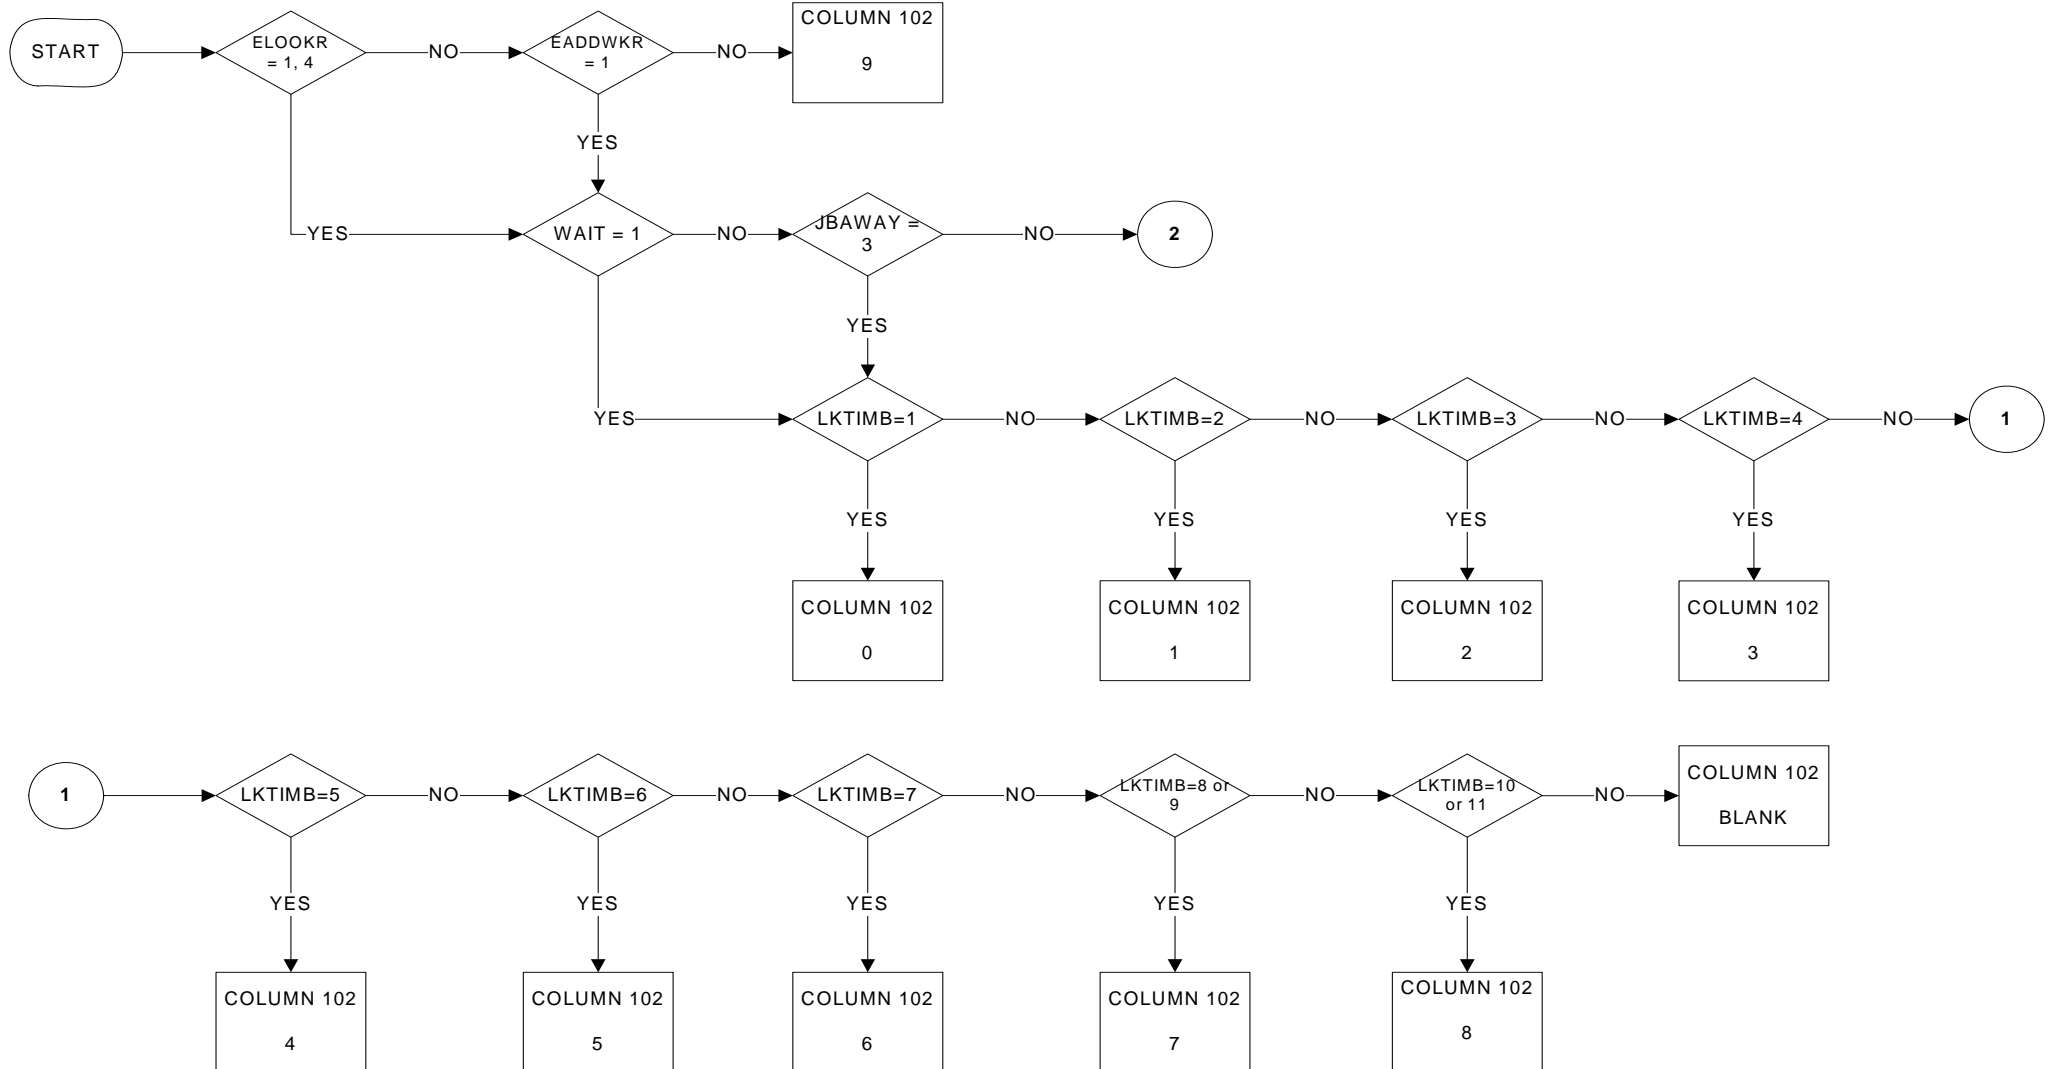 START
ELOOKR
= 1, 4
NO
EADDWKR
= 1
NO
COLUMN 102
9
YES
YES
WAIT = 1
NO
JBAWAY =
3
NO
2
YES
YES
LKTIMB=1
NO
LKTIMB=2
NO
LKTIMB=3
NO
LKTIMB=4
NO
1
YES
YES
YES
YES
COLUMN 102
0
COLUMN 102
1
COLUMN 102
2
COLUMN 102
3
1
LKTIMB=5
NO
LKTIMB=6
NO
LKTIMB=7
NO
LKTIMB=8 or
9
NO
LKTIMB=10
or 11
NO
COLUMN 102
BLANK
YES
YES
YES
YES
YES
COLUMN 102
4
COLUMN 102
5
COLUMN 102
6
COLUMN 102
7
COLUMN 102
8